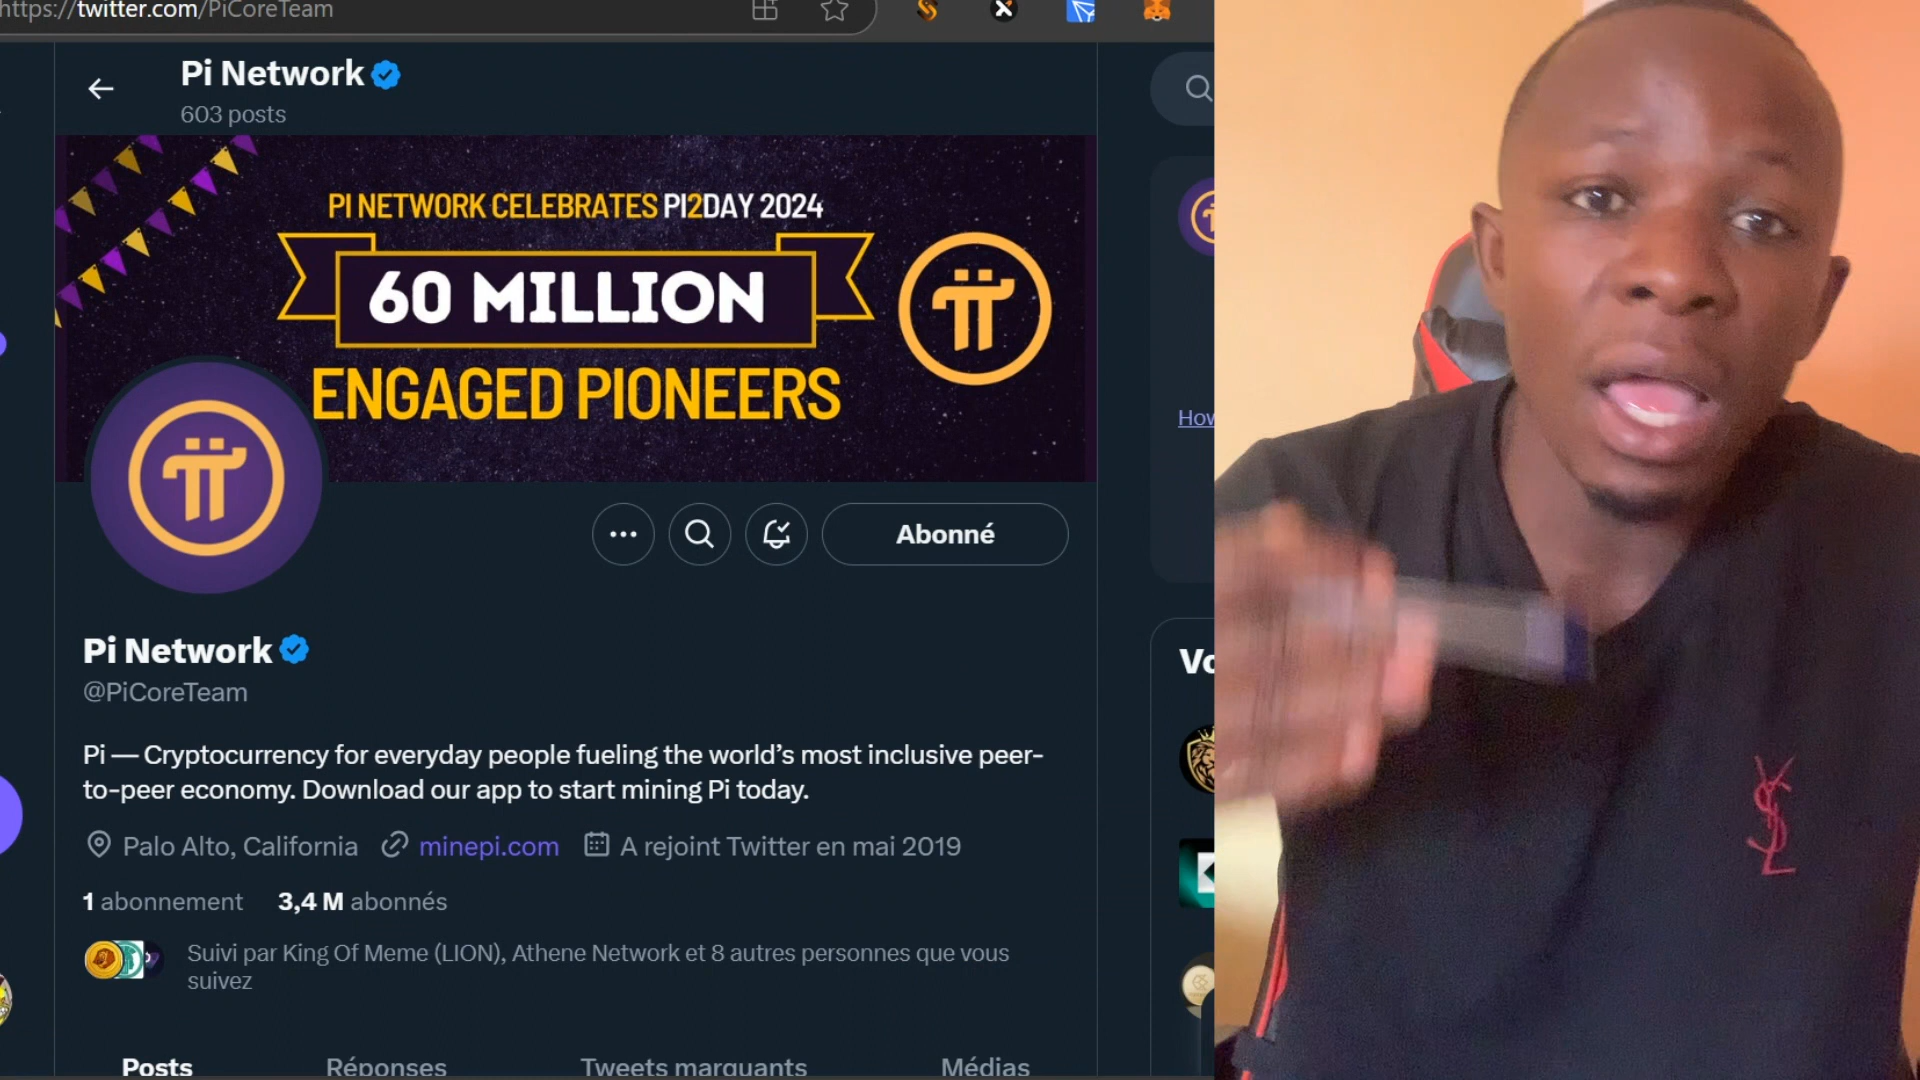 https://twitter.com/PiCoreTeam
Pi Network
603 posts
PI NETWORK CELEBRATES PI2DAY 2024
60 MILLION
ENGAGED PIONEERS
Abonné
Pi Network
@PiCoreTeam
Pi — Cryptocurrency for everyday people fueling the world’s most inclusive peer-
to-peer economy. Download our app to start mining Pi today.
Palo Alto, California minepi.com A rejoint Twitter en mai 2019
1 abonnement 3,4 M abonnés
Suivi par King Of Meme (LION), Athene Network et 8 autres personnes que vous
suivez
Posts Réponses Tweets marquants Médias
How
Vo
YSL